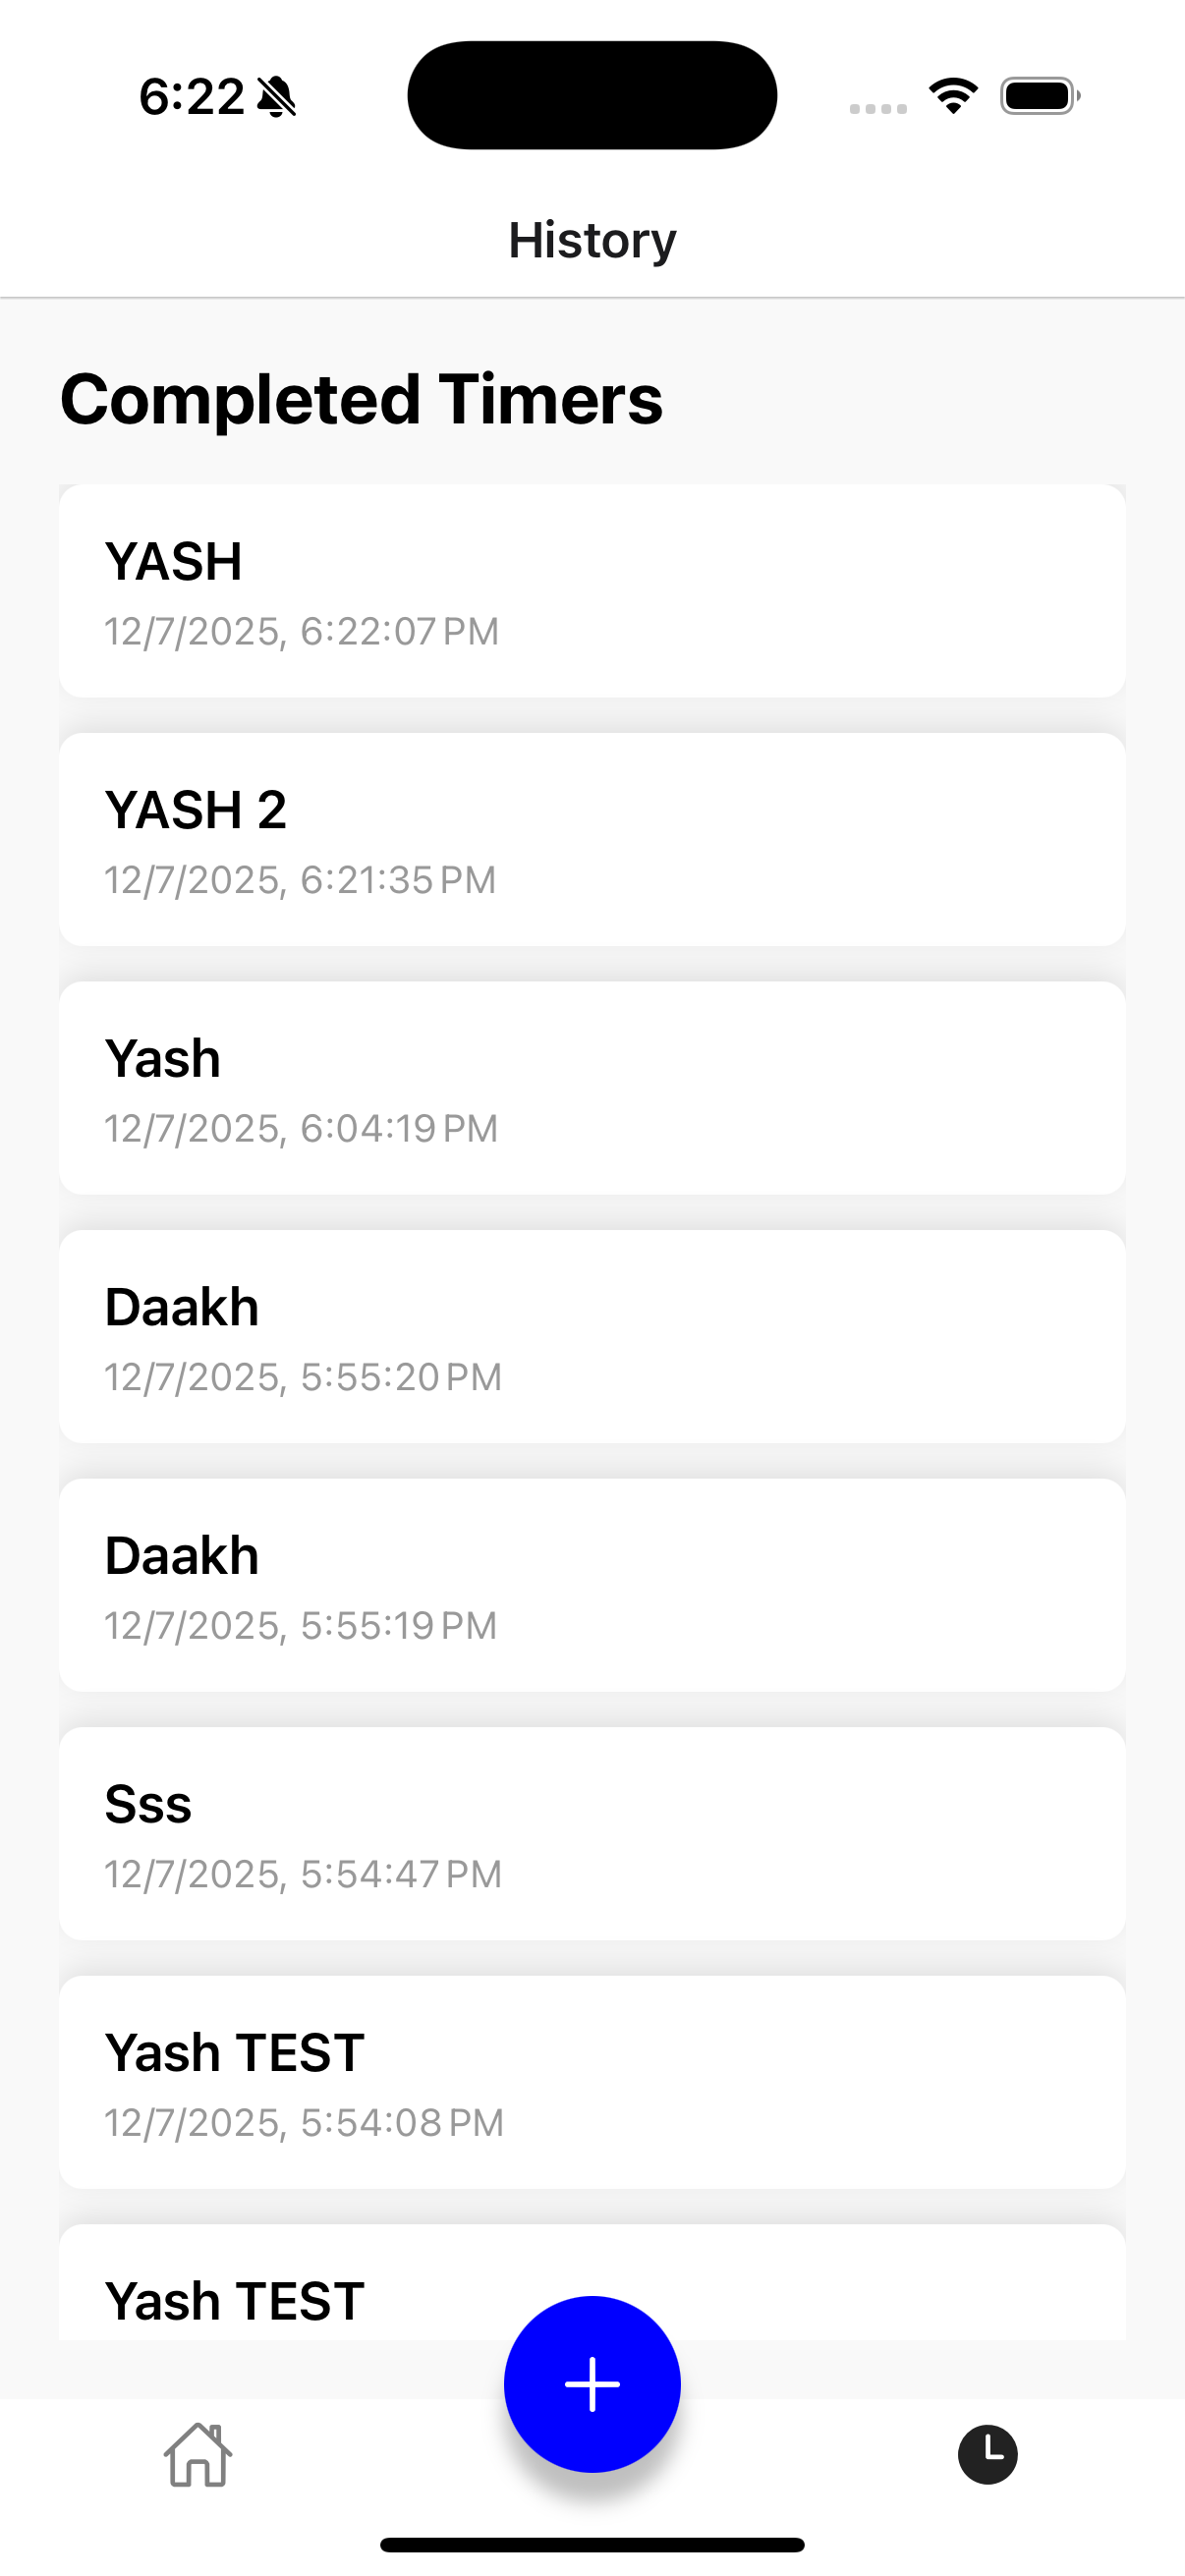 6:22
History
Completed Timers
YASH
12/7/2025, 6:22:07 PM
YASH 2
12/7/2025, 6:21:35 PM
Yash
12/7/2025, 6:04:19 PM
Daakh
12/7/2025, 5:55:20 PM
Daakh
12/7/2025, 5:55:19 PM
Sss
12/7/2025, 5:54:47 PM
Yash TEST
12/7/2025, 5:54:08 PM
Yash TEST